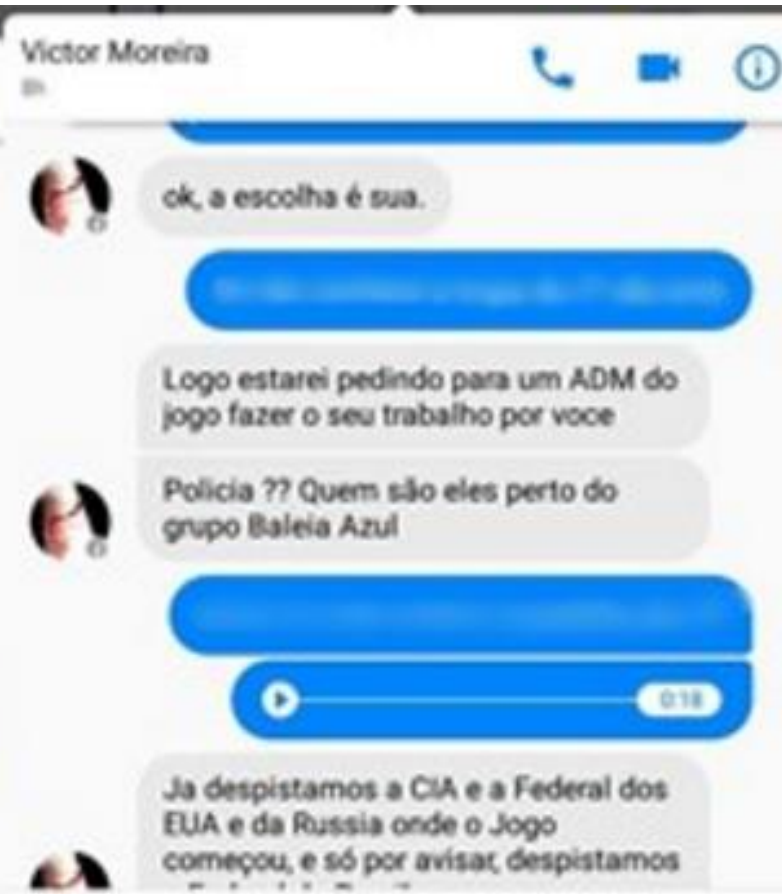 Victor Moreira
8h
ok, a escolha é sua.
Logo estarei pedindo para um ADM do
jogo fazer o seu trabalho por voce
Policia ?? Quem são eles perto do
grupo Baleia Azul
0:18
Ja despistamos a CIA e a Federal dos
EUA e da Russia onde o Jogo
começou, e só por avisar, despistamos